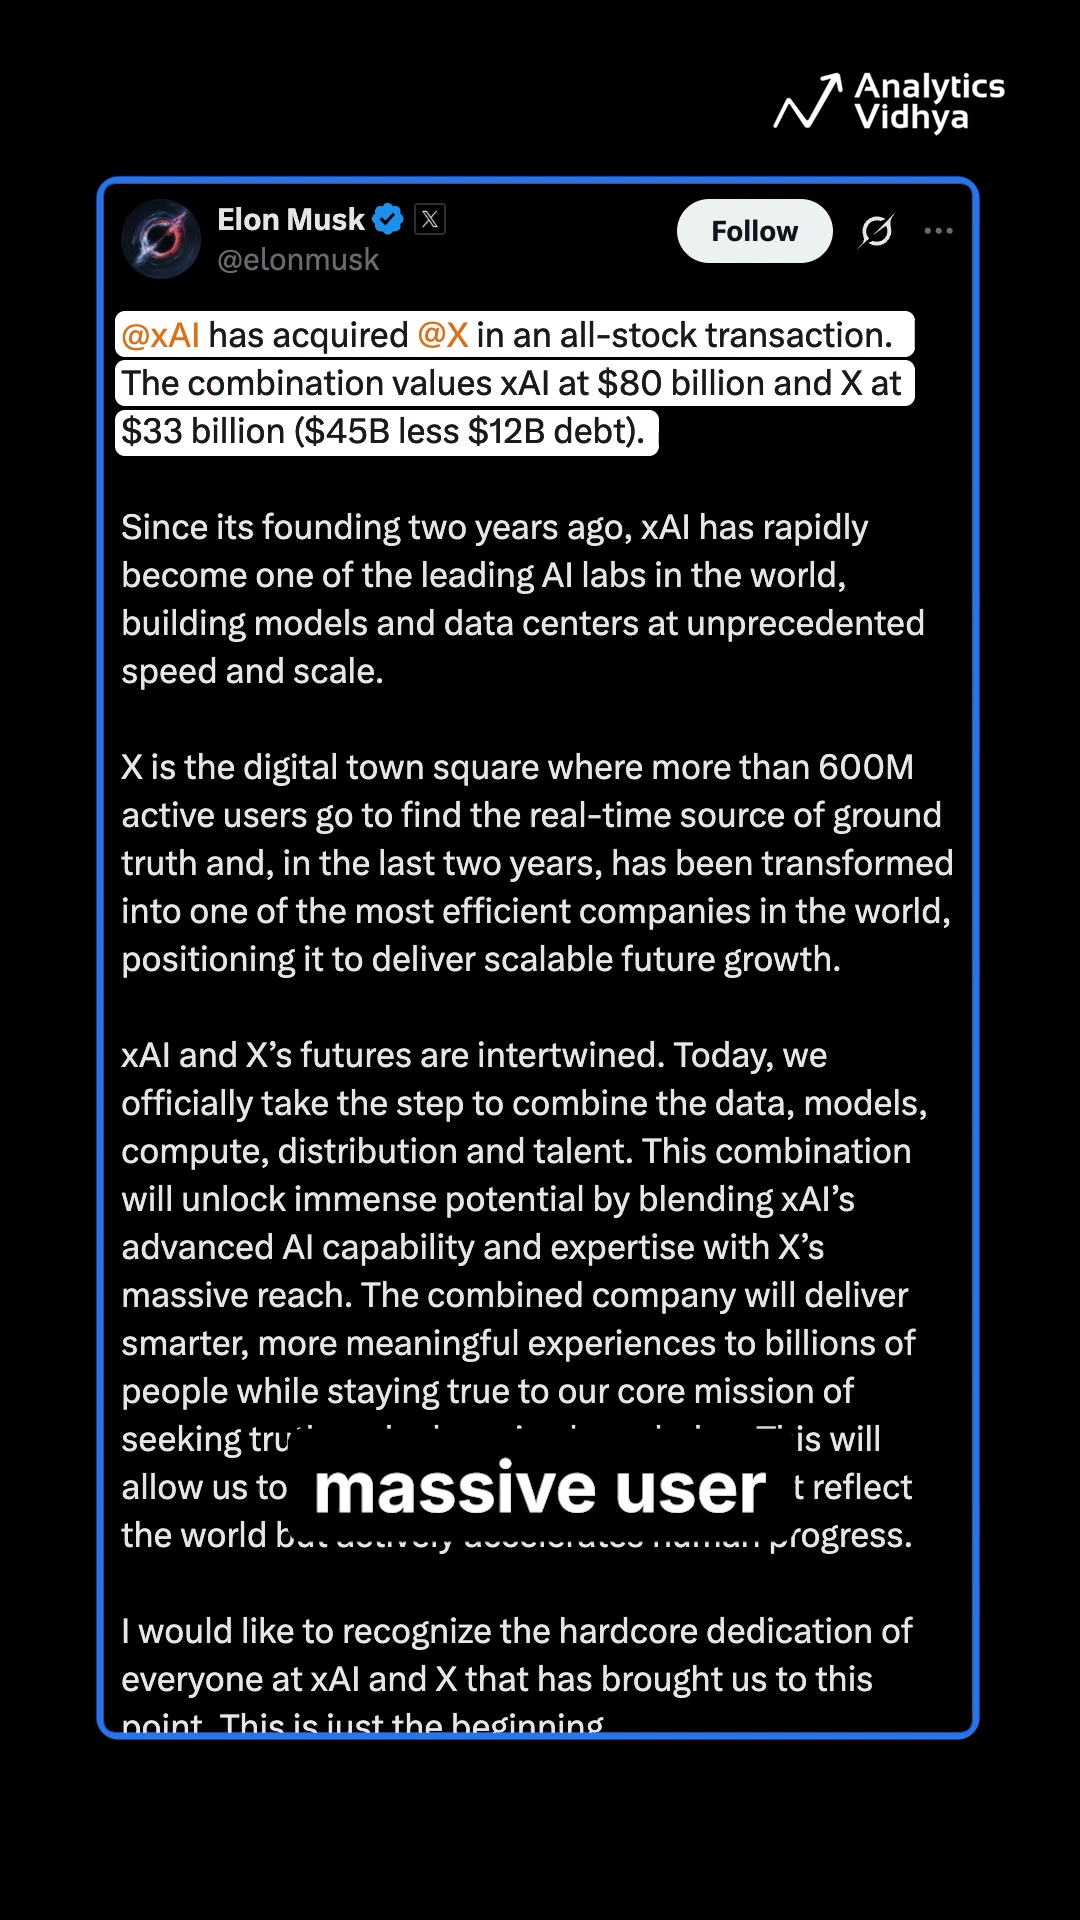 Analytics
Vidhya
Elon Musk
@elonmusk
Follow
@xAI has acquired @X in an all-stock transaction.
The combination values xAI at $80 billion and X at
$33 billion ($45B less $12B debt).
Since its founding two years ago, xAI has rapidly
become one of the leading AI labs in the world,
building models and data centers at unprecedented
speed and scale.
X is the digital town square where more than 600M
active users go to find the real-time source of ground
truth and, in the last two years, has been transformed
into one of the most efficient companies in the world,
positioning it to deliver scalable future growth.
xAI and X’s futures are intertwined. Today, we
officially take the step to combine the data, models,
compute, distribution and talent. This combination
will unlock immense potential by blending xAI’s
advanced AI capability and expertise with X’s
massive reach. The combined company will deliver
smarter, more meaningful experiences to billions of
people while staying true to our core mission of
seeking This will
allow us to reflect
massive user
the world but actively accelerates human progress.
I would like to recognize the hardcore dedication of
everyone at xAI and X that has brought us to this
point. This is just the beginning.